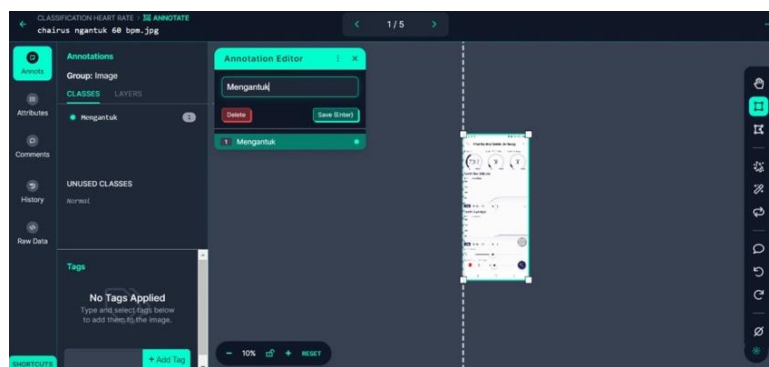 CLASSIFICATION HEART RATE > ANNOTATE
chairus ngantuk 60 bpm.jpg
1 / 5
Annots
Attributes
Comments
History
Raw Data
SHORTCUTS
Annotations
Group: Image
CLASSES LAYERS
Mengantuk 1
UNUSED CLASSES
Normal
Tags
No Tags Applied
Type and select tags below
to add them to the image.
+ Add Tag
Annotation Editor
Mengantuk
Delete Save (Enter)
1 Mengantuk
- 10% + RESET